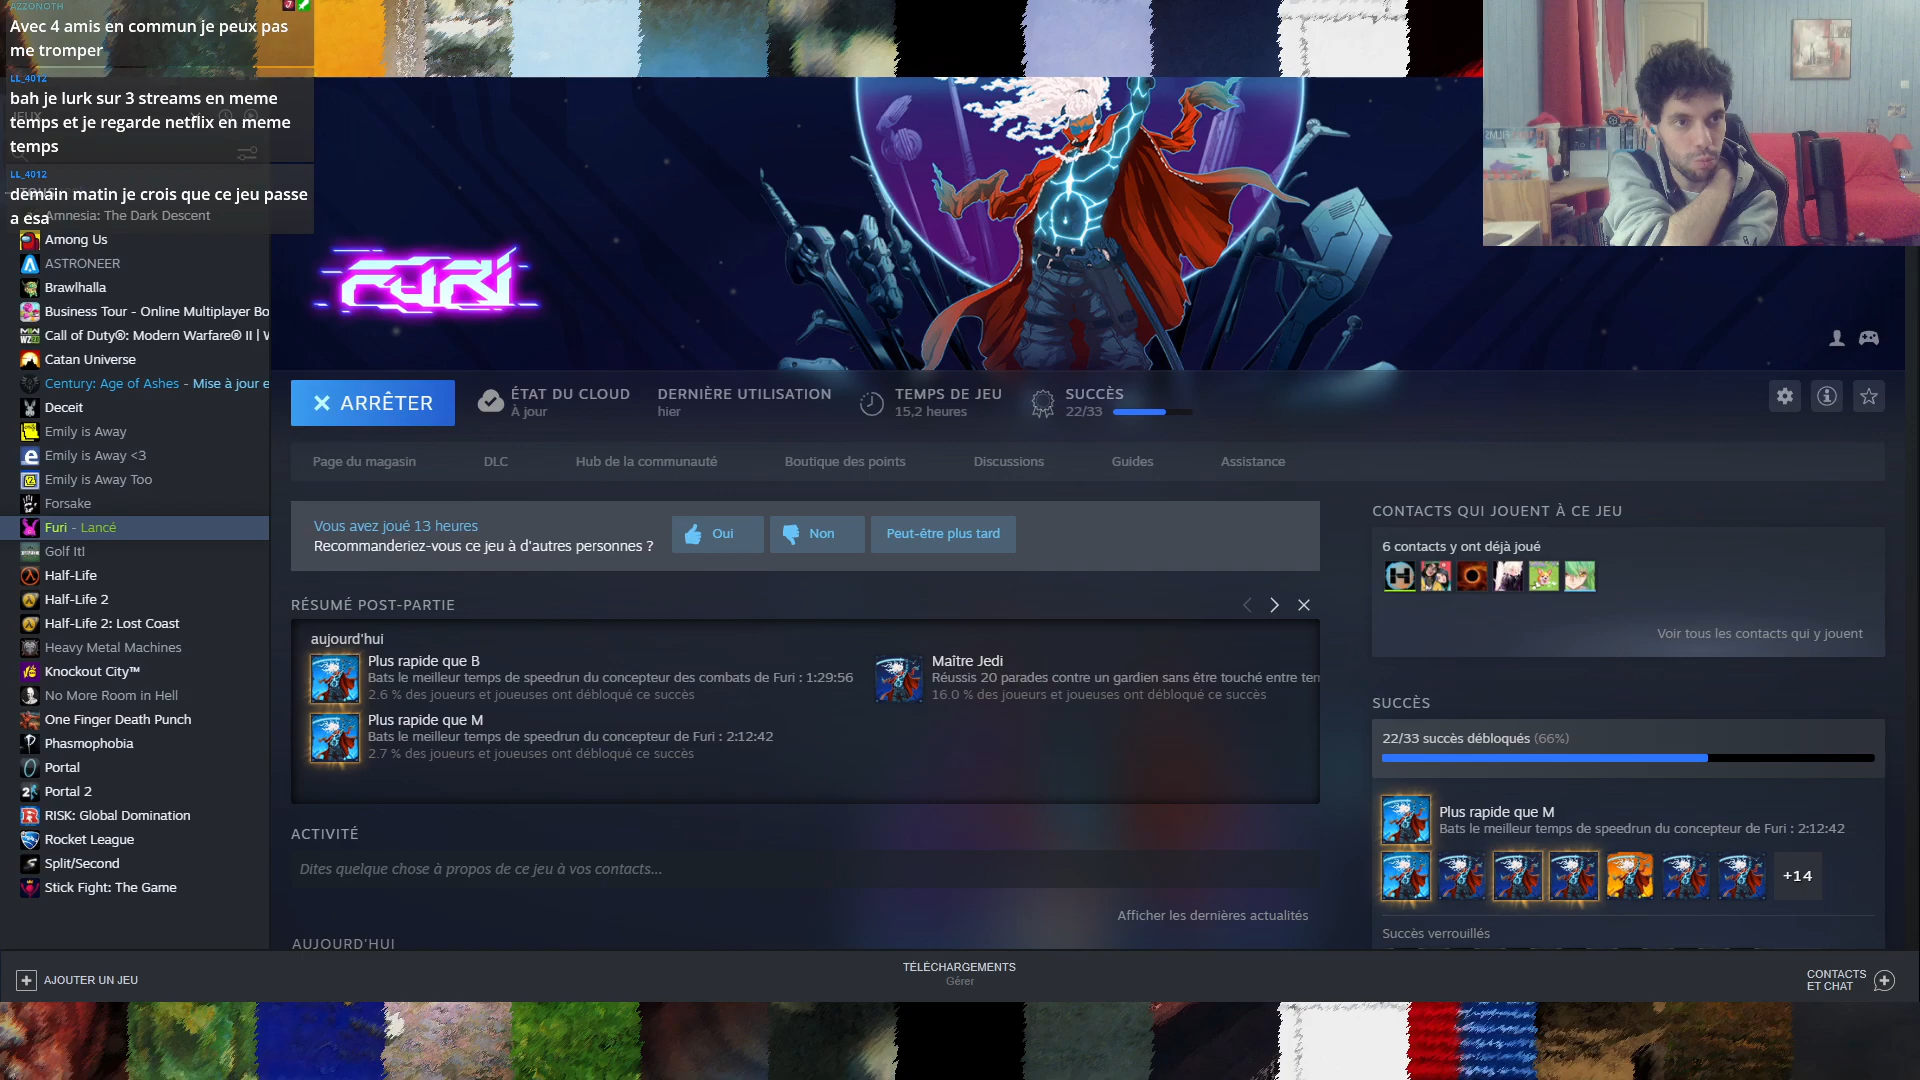 AZZONOTH
Avec 4 amis en commun je peux pas
me tromper
LL_4012
bah je lurk sur 3 streams en meme
temps et je regarde netflix en meme
temps
LL_4012
demain matin je crois que ce jeu passe
a esa
JEUX
Amnesia: The Dark Descent
Among Us
ASTRONEER
Brawlhalla
Business Tour - Online Multiplayer Bo
Call of Duty®: Modern Warfare® II | W
Catan Universe
Century: Age of Ashes - Mise à jour e
Deceit
Emily is Away
Emily is Away <3
Emily is Away Too
Forsake
Furi - Lancé
Golf It!
Half-Life
Half-Life 2
Half-Life 2: Lost Coast
Heavy Metal Machines
Knockout City™
No More Room in Hell
One Finger Death Punch
Phasmophobia
Portal
Portal 2
RISK: Global Domination
Rocket League
Split/Second
Stick Fight: The Game
FURI
ARRÊTER
ÉTAT DU CLOUD
À jour
DERNIÈRE UTILISATION
hier
TEMPS DE JEU
15,2 heures
SUCCÈS
22/33
Page du magasin
DLC
Hub de la communauté
Boutique des points
Discussions
Guides
Assistance
Vous avez joué 13 heures
Recommanderiez-vous ce jeu à d'autres personnes ?
Oui
Non
Peut-être plus tard
RÉSUMÉ POST-PARTIE
aujourd'hui
Plus rapide que B
Bats le meilleur temps de speedrun du concepteur des combats de Furi : 1:29:56
2.6 % des joueurs et joueuses ont débloqué ce succès
Maître Jedi
Réussis 20 parades contre un gardien sans être touché entre tem
16.0 % des joueurs et joueuses ont débloqué ce succès
Plus rapide que M
Bats le meilleur temps de speedrun du concepteur de Furi : 2:12:42
2.7 % des joueurs et joueuses ont débloqué ce succès
ACTIVITÉ
Dites quelque chose à propos de ce jeu à vos contacts...
Afficher les dernières actualités
AUJOURD'HUI
CONTACTS QUI JOUENT À CE JEU
6 contacts y ont déjà joué
Voir tous les contacts qui y jouent
SUCCÈS
22/33 succès débloqués (66%)
Plus rapide que M
Bats le meilleur temps de speedrun du concepteur de Furi : 2:12:42
+14
Succès verrouillés
AJOUTER UN JEU
TÉLÉCHARGEMENTS
Gérer
CONTACTS
ET CHAT